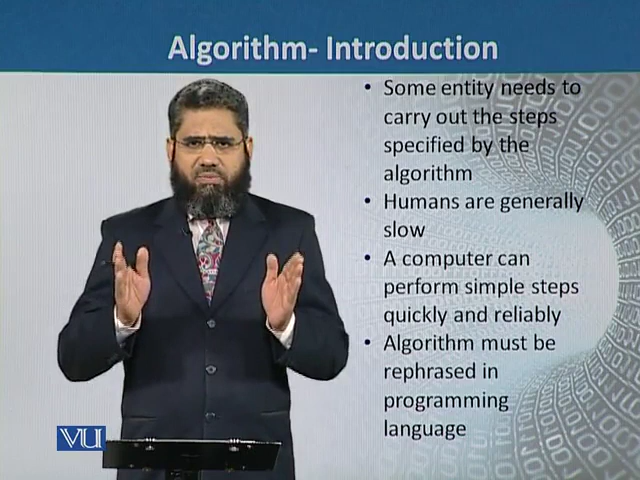 Algorithm- Introduction
• Some entity needs to
carry out the steps
specified by the
algorithm
• Humans are generally
slow
• A computer can
perform simple steps
quickly and reliably
• Algorithm must be
rephrased in
programming
language
VU